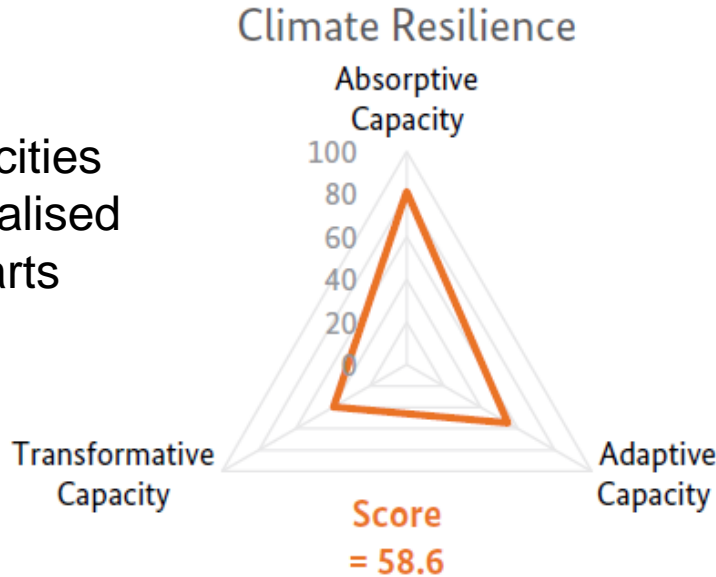 Climate Resilience
Absorptive
Capacity
cities
alised
arts
100
80
60
40
20
0
Transformative
Capacity
Adaptive
Capacity
Score
= 58.6